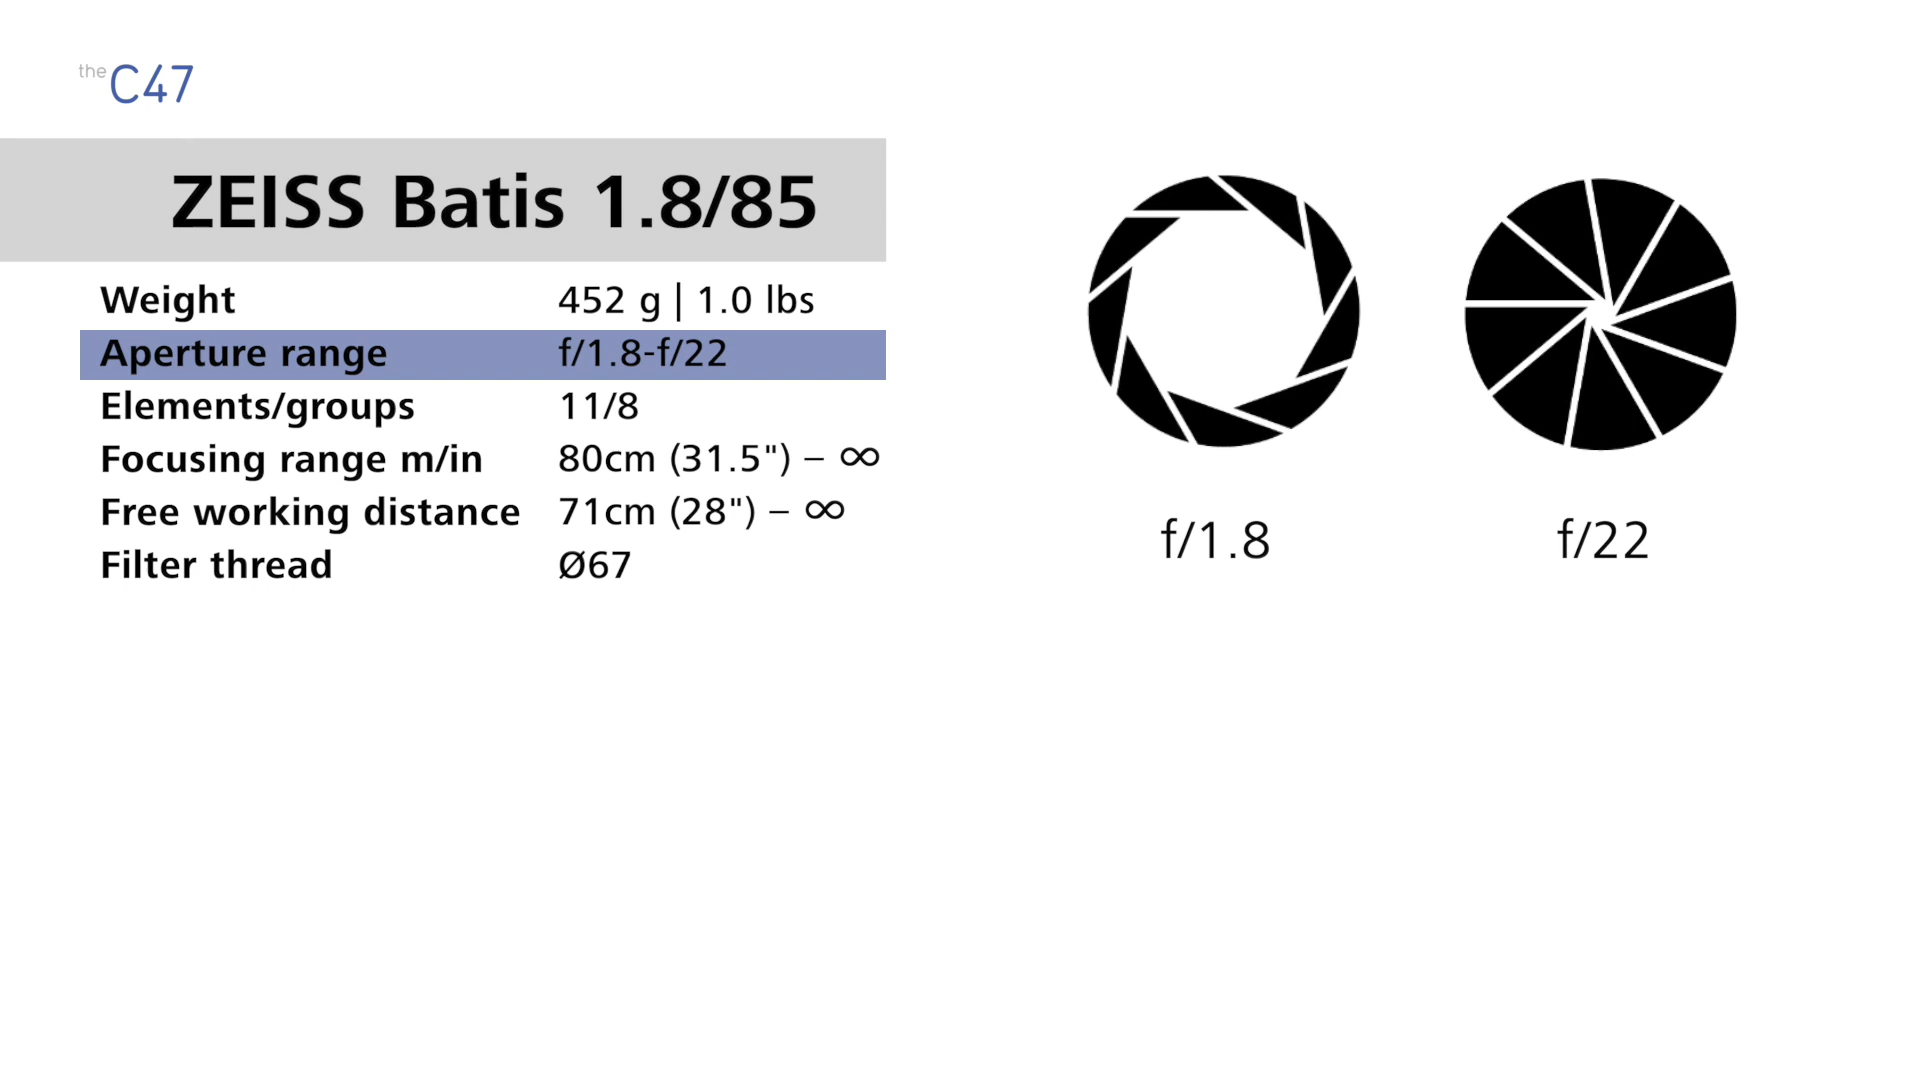 the C47
ZEISS Batis 1.8/85
Weight 452 g | 1.0 lbs
Aperture range f/1.8-f/22
Elements/groups 11/8
Focusing range m/in 80cm (31.5") – ∞
Free working distance 71cm (28") – ∞
Filter thread Ø67
f/1.8 f/22